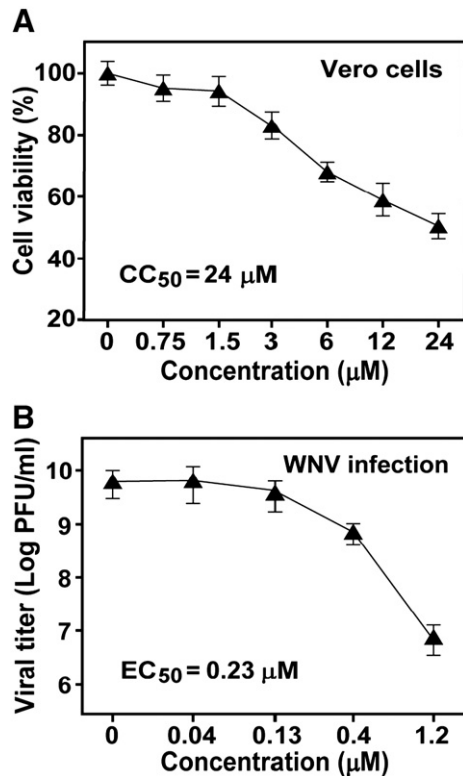 A
Vero cells
Cell viability (%)
100
80
60
40
20
CC50 = 24 μM
0 0.75 1.5 3 6 12 24
Concentration (μM)
B
WNV infection
Viral titer (Log PFU/ml)
10
9
7
6
EC50 = 0.23 μM
0 0.04 0.13 0.4 1.2
Concentration (μM)